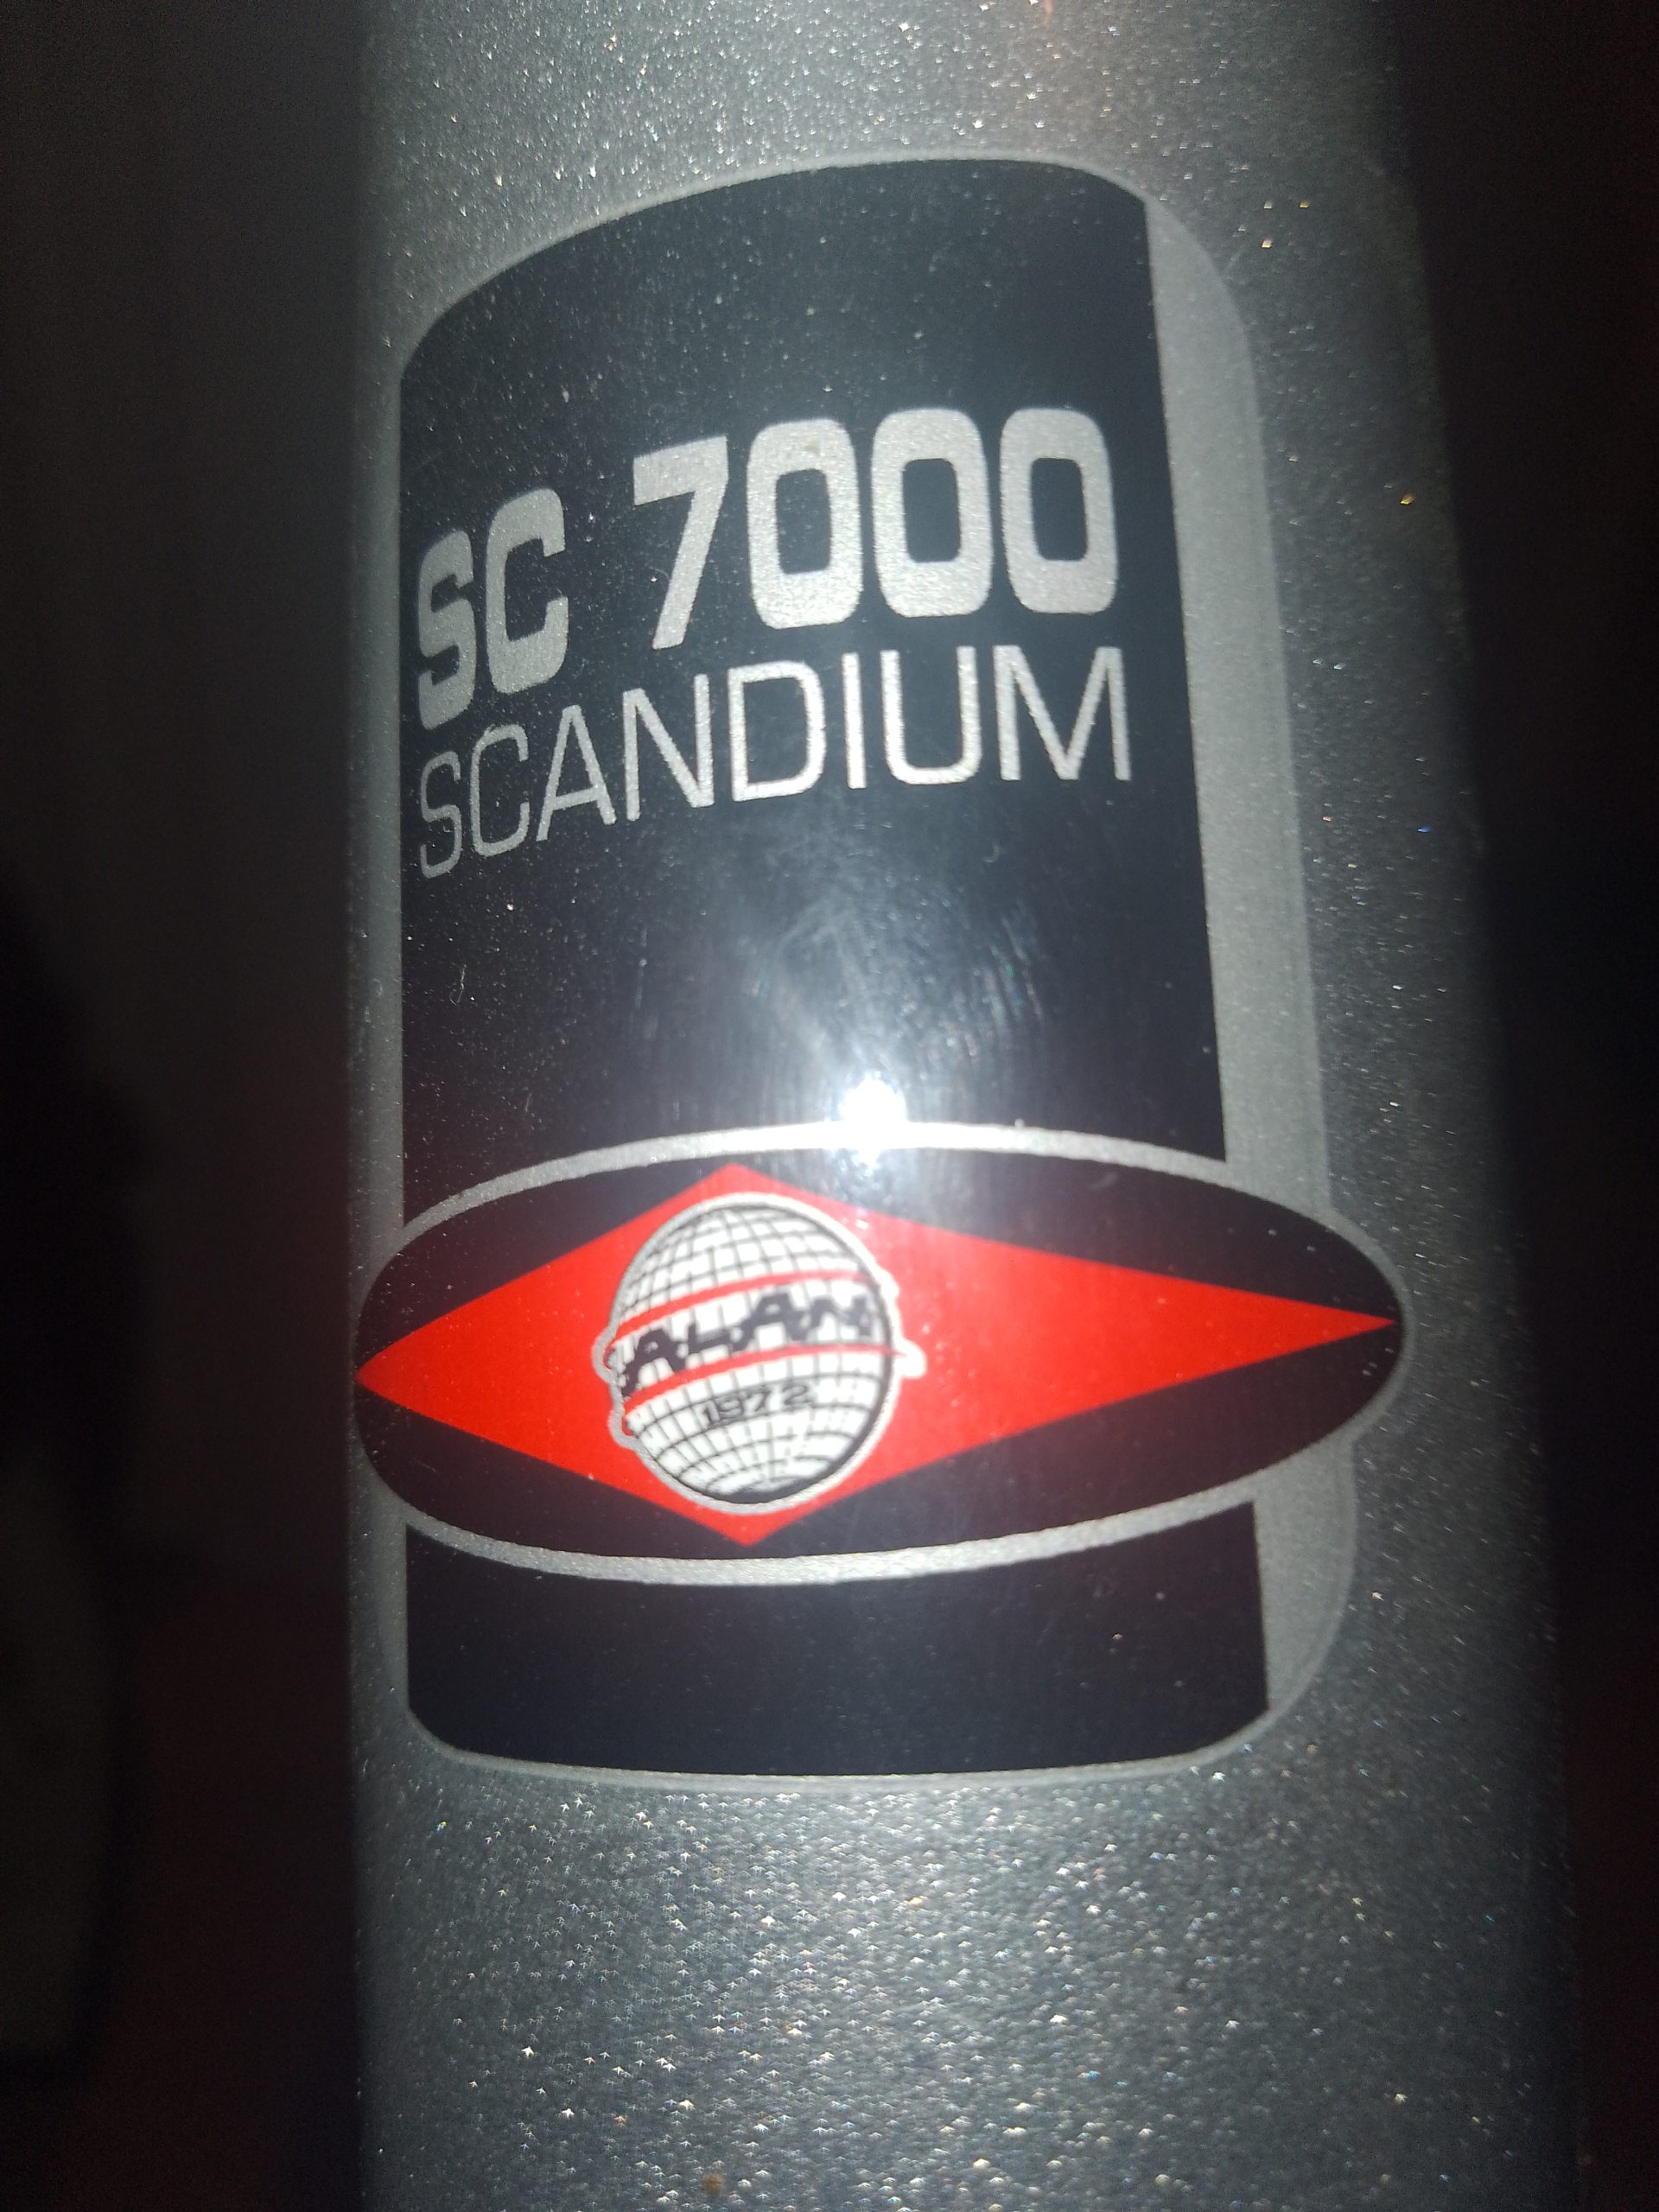 SC 7000
SCANDIUM
ALAN
1972